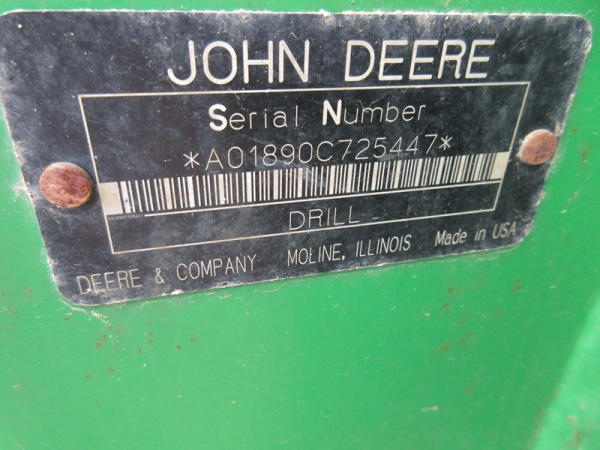 JOHN DEERE
Serial Number
*A01890C725447*
DRILL
DEERE & COMPANY MOLINE, ILLINOIS Made in USA